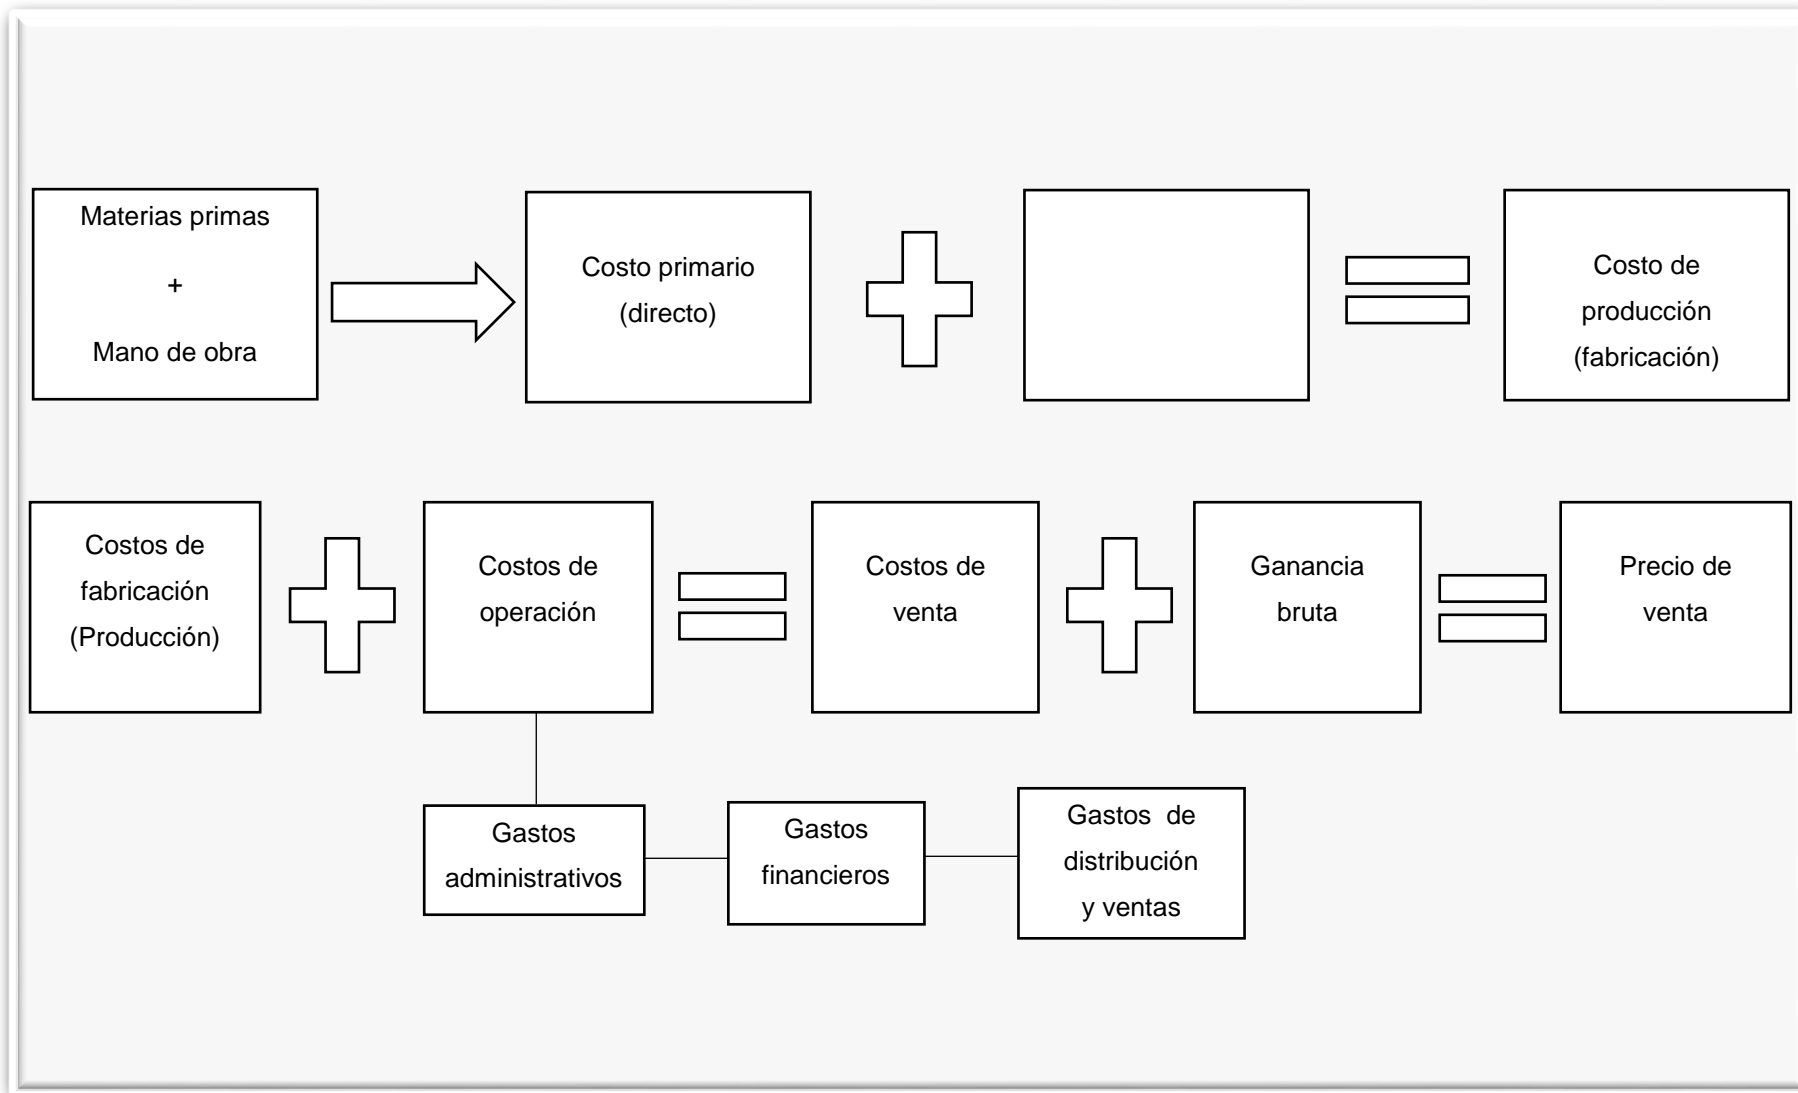 Materias primas
+
Mano de obra
Costo primario
(directo)
Costo de
producción
(fabricación)
Costos de
fabricación
(Producción)
Costos de
operación
Costos de
venta
Ganancia
bruta
Precio de
venta
Gastos
administrativos
Gastos
financieros
Gastos  de
distribución
y ventas